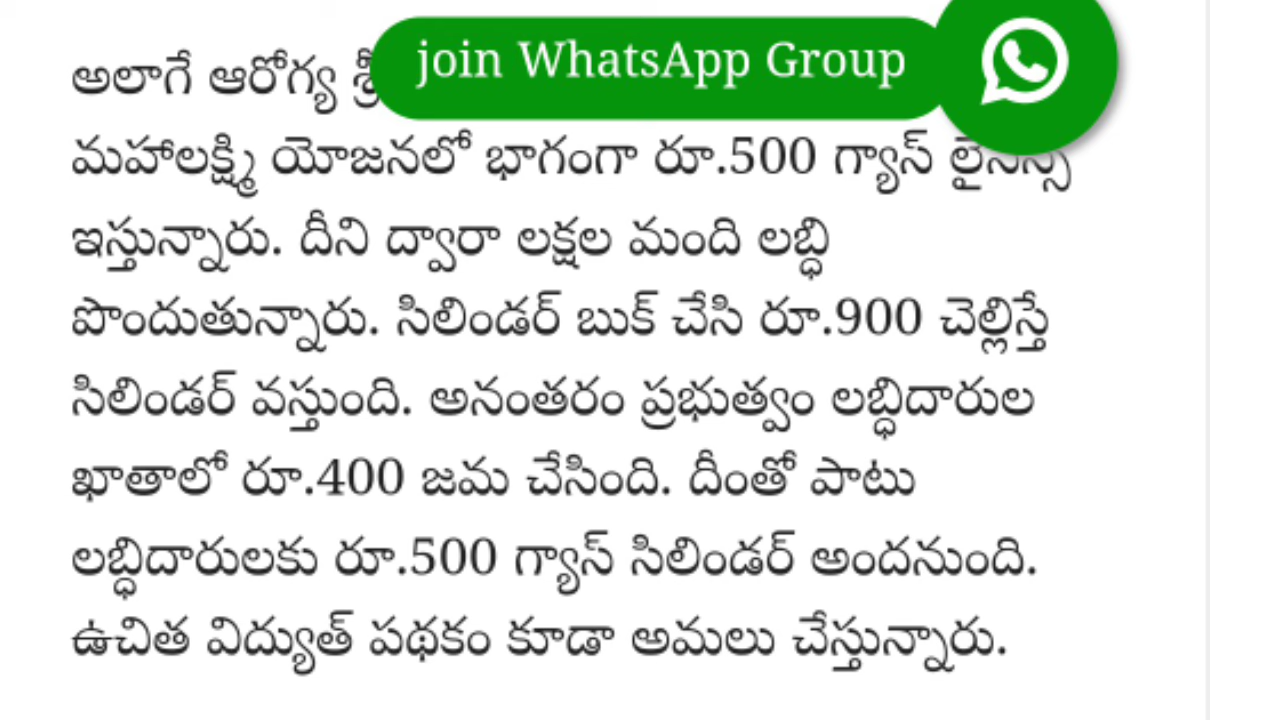 join WhatsApp Group
అలాగే ఆరోగ్య
మహాలక్ష్మి యోజనలో భాగంగా రూ.500 గ్యాస్ లైసెన్స్
ఇస్తున్నారు. దీని ద్వారా లక్షల మంది లబ్ధి
పొందుతున్నారు. సిలిండర్ బుక్ చేసి రూ.900 చెల్లిస్తే
సిలిండర్ వస్తుంది. అనంతరం ప్రభుత్వం లబ్ధిదారుల
ఖాతాలో రూ.400 జమ చేసింది. దీంతో పాటు
లబ్ధిదారులకు రూ.500 గ్యాస్ సిలిండర్ అందనుంది.
ఉచిత విద్యుత్ పథకం కూడా అమలు చేస్తున్నారు.